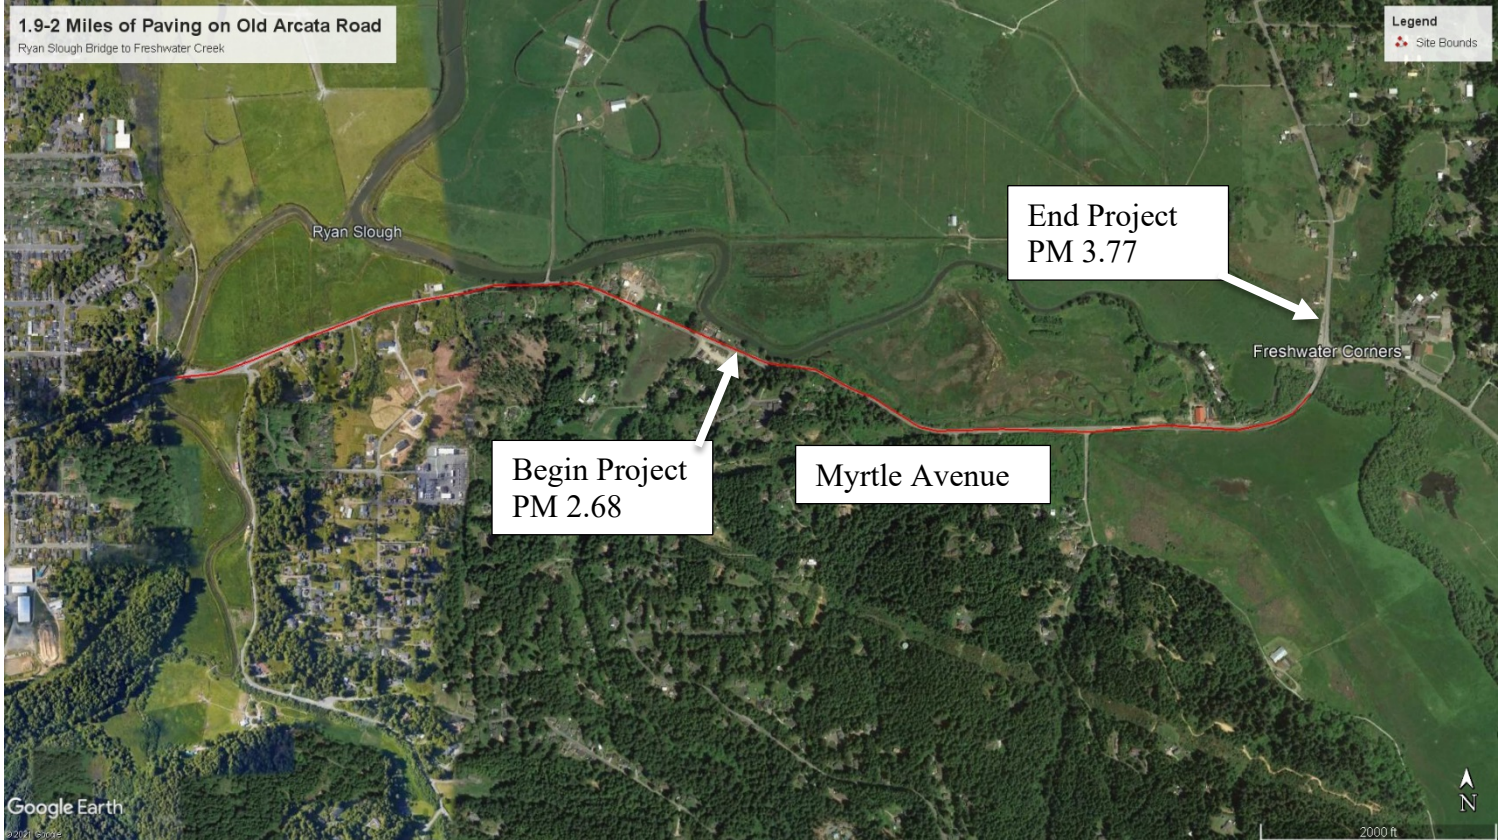 1.9-2 Miles of Paving on Old Arcata Road
Ryan Slough Bridge to Freshwater Creek
Legend
Site Bounds
End Project
PM 3.77
Ryan Slough
Freshwater Corners
Begin Project
PM 2.68
Myrtle Avenue
N
Google Earth
© 2021 Google
2000 ft